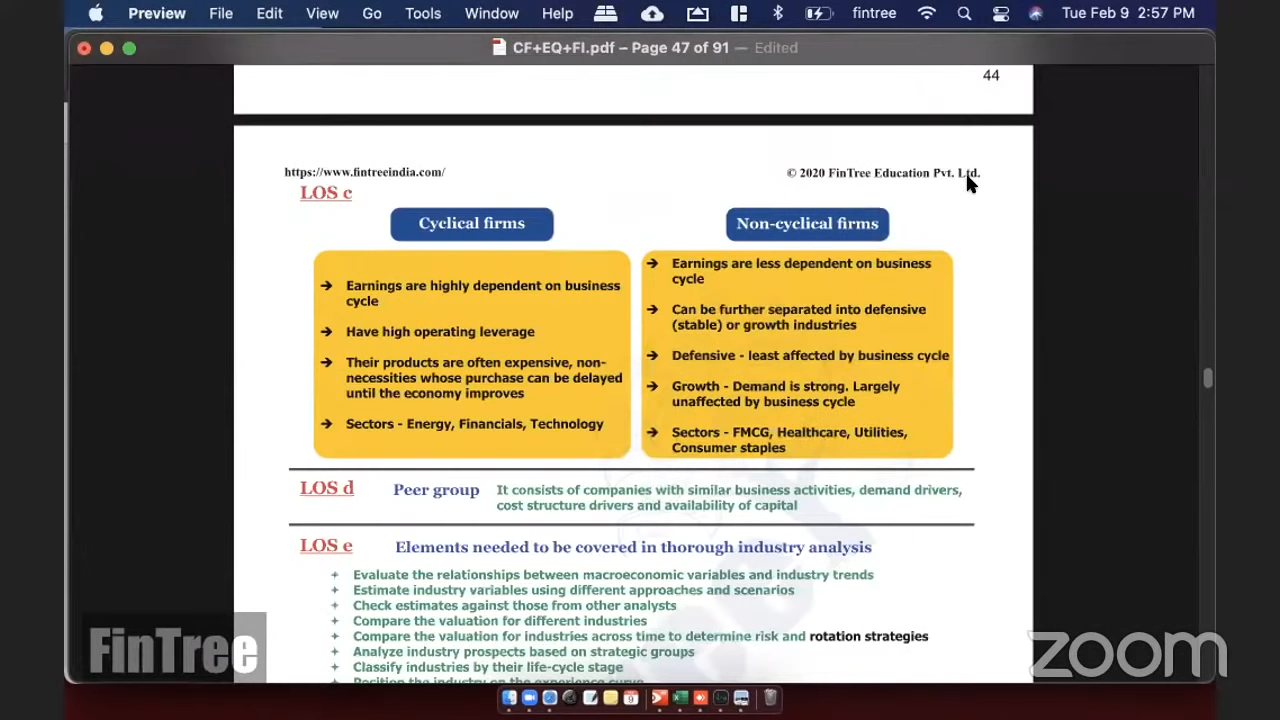 Preview File Edit View Go Tools Window Help fintree Tue Feb 9 2:57 PM
CF+EQ+FI.pdf – Page 47 of 91 — Edited
44
https://www.fintreeindia.com/ © 2020 FinTree Education Pvt. Ltd.
LOS c
Cyclical firms
Non-cyclical firms
→ Earnings are highly dependent on business
cycle
→ Have high operating leverage
→ Their products are often expensive, non-
necessities whose purchase can be delayed
until the economy improves
→ Sectors - Energy, Financials, Technology
→ Earnings are less dependent on business
cycle
→ Can be further separated into defensive
(stable) or growth industries
→ Defensive - least affected by business cycle
→ Growth - Demand is strong. Largely
unaffected by business cycle
→ Sectors - FMCG, Healthcare, Utilities,
Consumer staples
LOS d Peer group It consists of companies with similar business activities, demand drivers,
cost structure drivers and availability of capital
LOS e Elements needed to be covered in thorough industry analysis
Evaluate the relationships between macroeconomic variables and industry trends
Estimate industry variables using different approaches and scenarios
Check estimates against those from other analysts
Compare the valuation for different industries
Compare the valuation for industries across time to determine risk and rotation strategies
Analyze industry prospects based on strategic groups
Classify industries by their life-cycle stage
Position the industry on the experience curve
FinTree
zoom